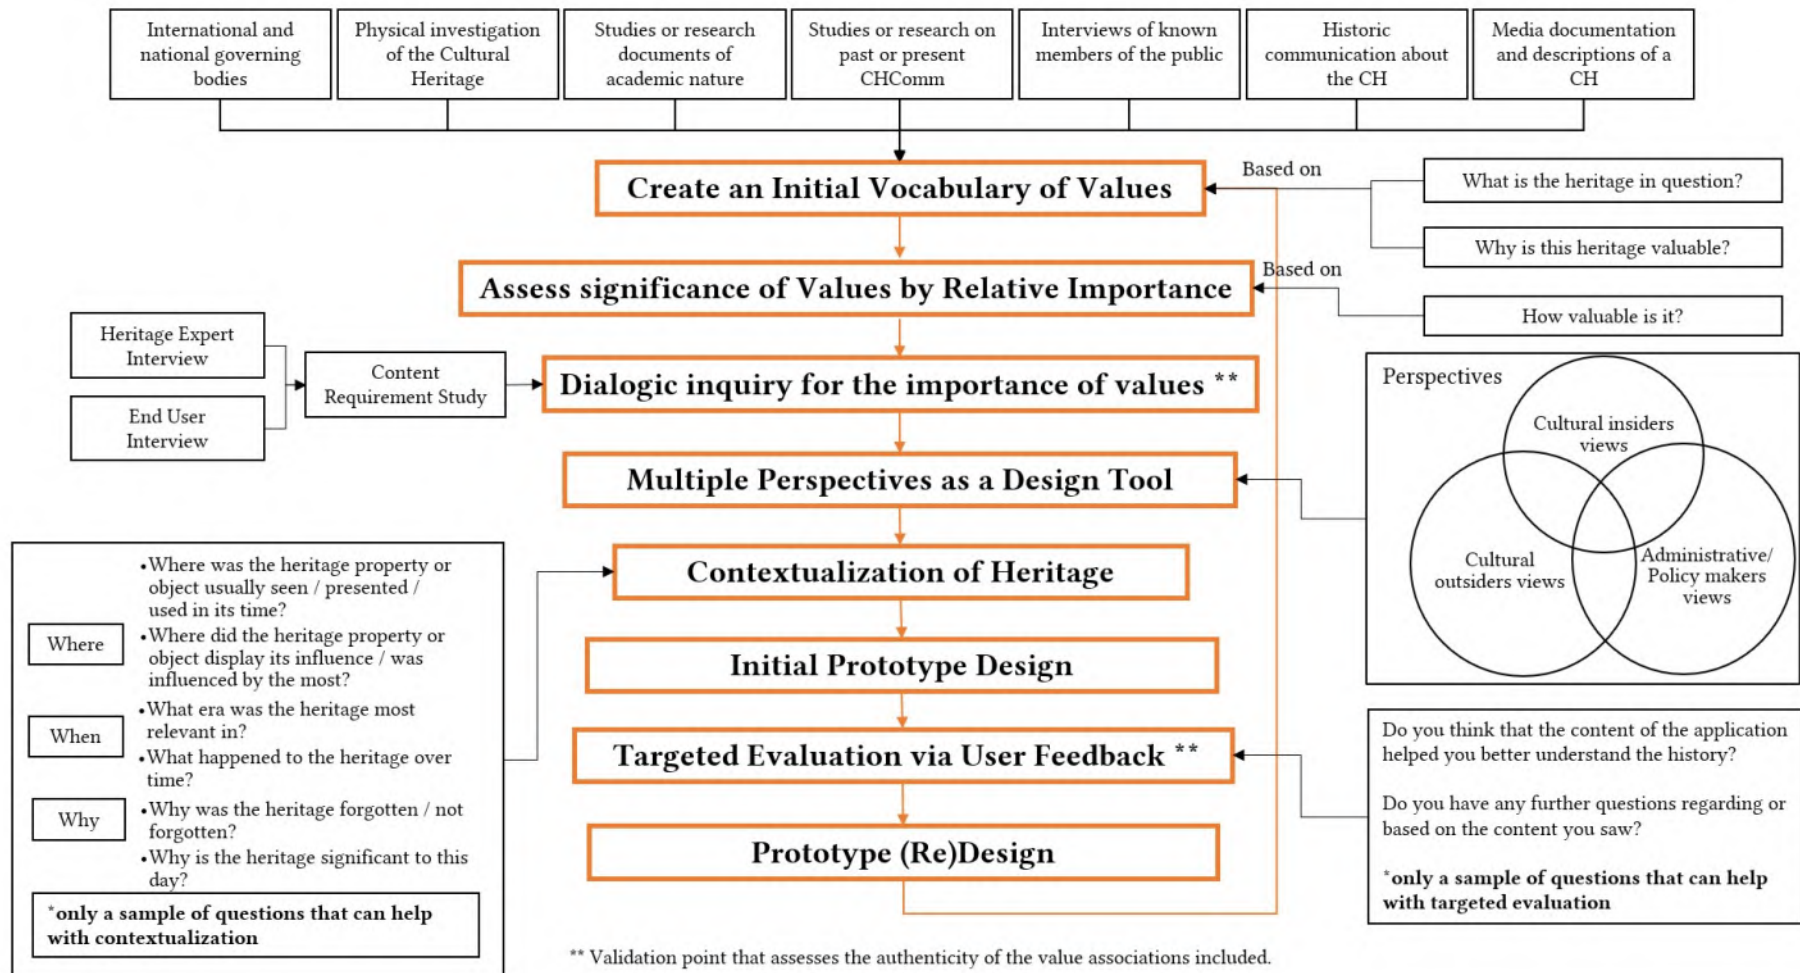 International and
national governing
bodies
Physical investigation
of the Cultural
Heritage
Studies or research
documents of
academic nature
Studies or research on
past or present
CHComm
Interviews of known
members of the public
Historic
communication about
the CH
Media documentation
and descriptions of a
CH
Create an Initial Vocabulary of Values
Based on
What is the heritage in question?
Why is this heritage valuable?
Assess significance of Values by Relative Importance
Based on
How valuable is it?
Heritage Expert
Interview
End User
Interview
Content
Requirement Study
Dialogic inquiry for the importance of values **
Multiple Perspectives as a Design Tool
Perspectives
Cultural insiders
views
Cultural
outsiders views
Administrative/
Policy makers
views
Contextualization of Heritage
Where
•Where was the heritage property or
object usually seen / presented /
used in its time?
•Where did the heritage property or
object display its influence / was
influenced by the most?
When
•What era was the heritage most
relevant in?
•What happened to the heritage over
time?
Why
•Why was the heritage forgotten / not
forgotten?
•Why is the heritage significant to this
day?
*only a sample of questions that can help
with contextualization
Initial Prototype Design
Targeted Evaluation via User Feedback **
Do you think that the content of the application
helped you better understand the history?
Do you have any further questions regarding or
based on the content you saw?
*only a sample of questions that can help
with targeted evaluation
Prototype (Re)Design
** Validation point that assesses the authenticity of the value associations included.